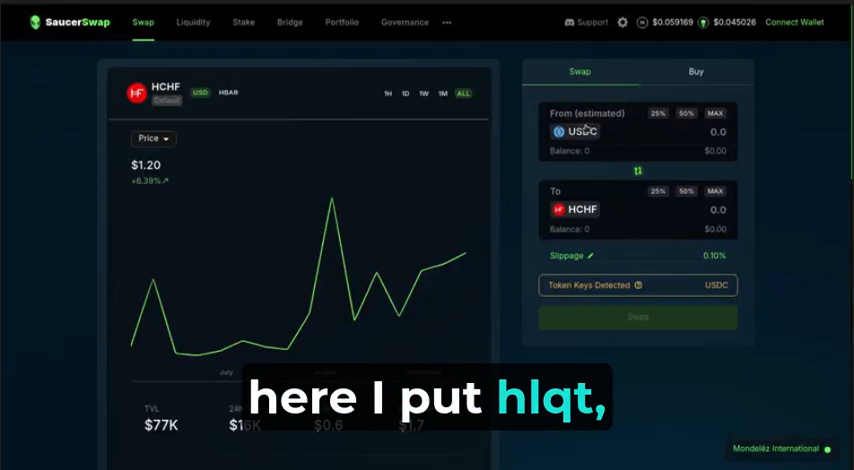 SaucerSwap Swap Liquidity Stake Bridge Portfolio Governance ••• Support $0.059169 $0.045026 Connect Wallet
HCHF
Default
USD HBAR
1H 1D 1W 1M ALL
Price
$1.20
+6.39%
July
TVL
$77K
Swap Buy
From (estimated) 25% 50% MAX
USDC 0.0
Balance: 0 $0.00
To 25% 50% MAX
HCHF 0.0
Balance: 0 $0.00
Slippage 0.10%
Token Keys Detected USDC
Swap
here I put hlqt,
Mondelēz International